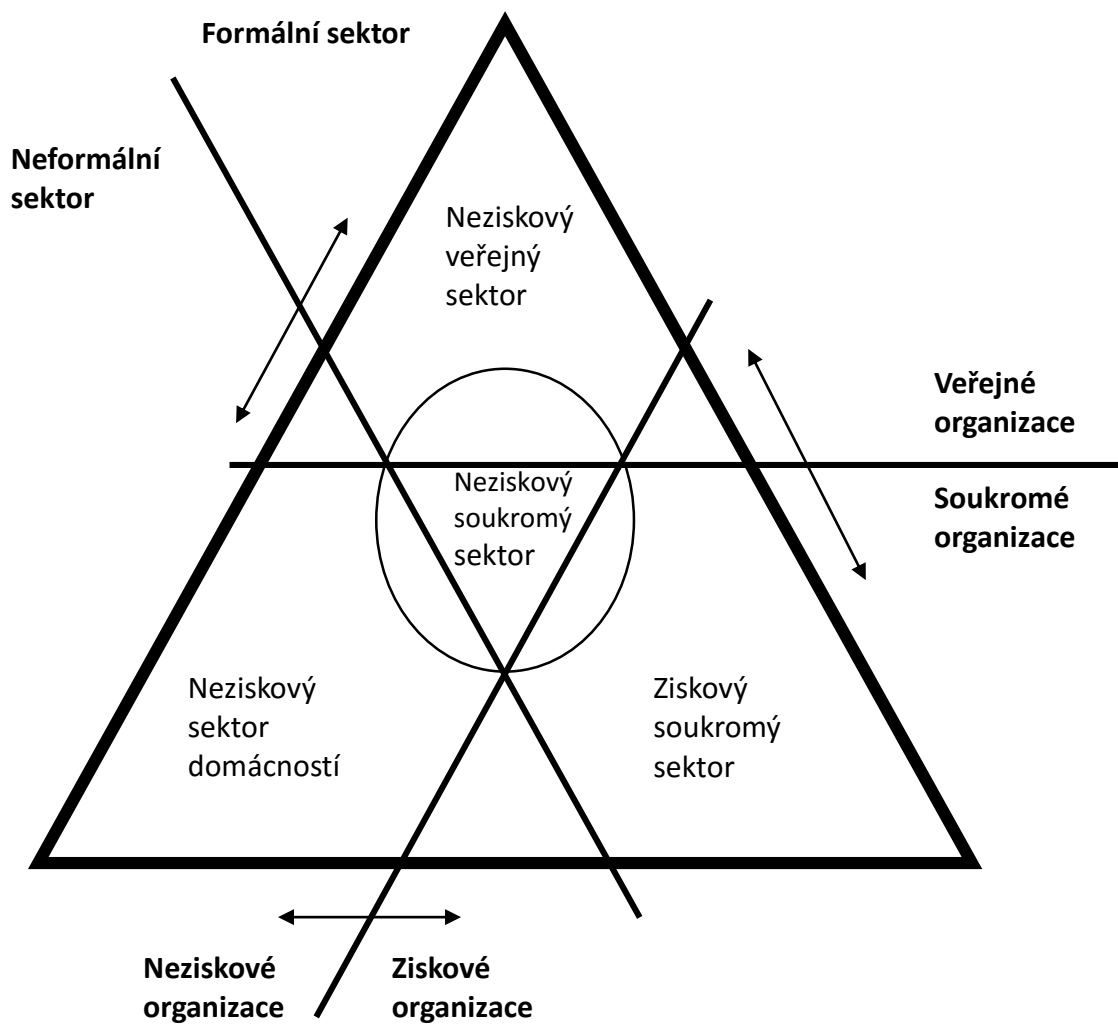 Formální sektor
Neformální
sektor
Neziskový
veřejný
sektor
Veřejné
organizace
Soukromé
organizace
Neziskový
soukromý
sektor
Neziskový
sektor
domácností
Ziskový
soukromý
sektor
Neziskové
organizace
Ziskové
organizace